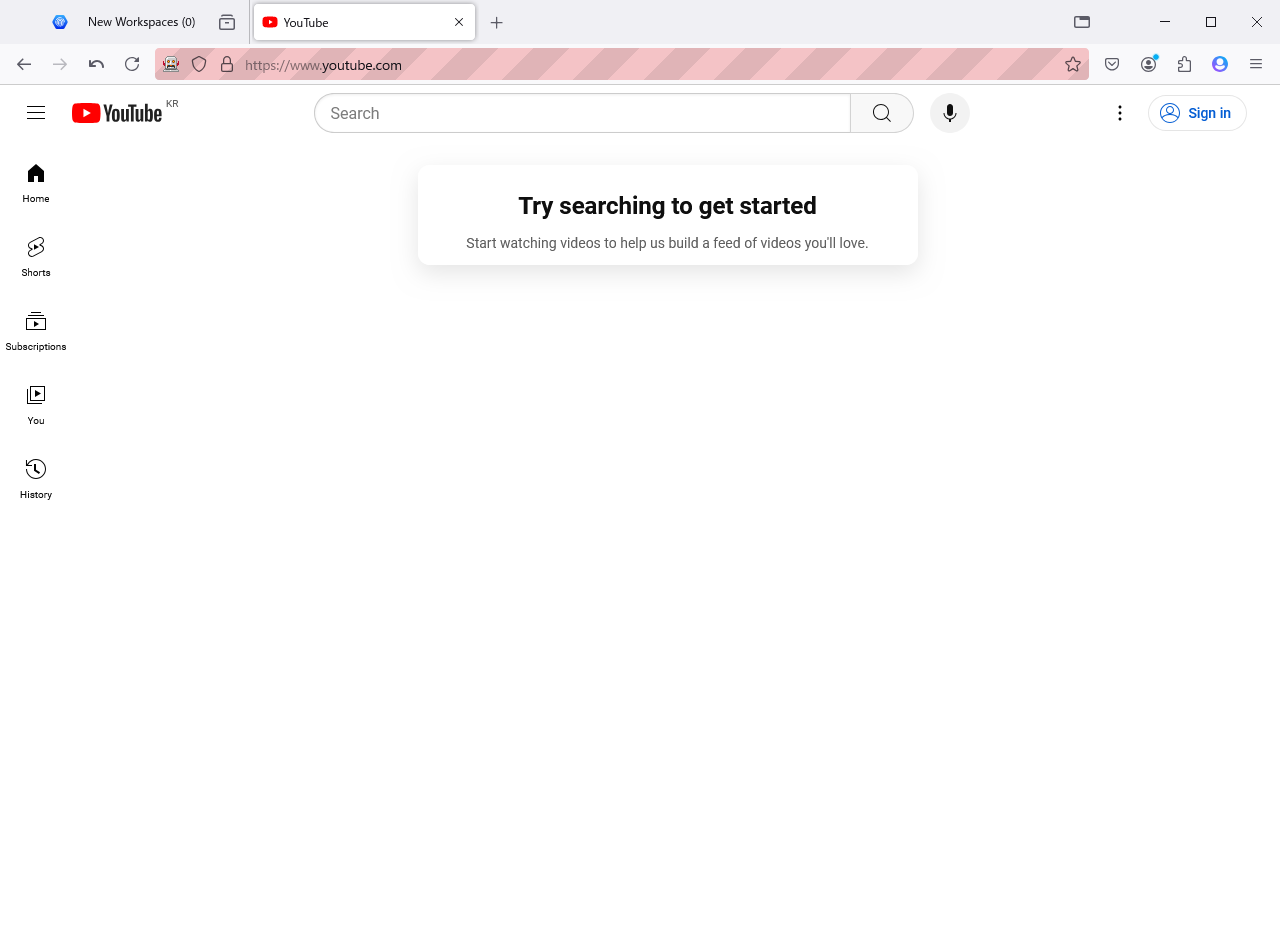 New Workspaces (0)
YouTube
https://www.youtube.com
YouTube KR
Search
Sign in
Home
Shorts
Subscriptions
You
History
Try searching to get started
Start watching videos to help us build a feed of videos you'll love.